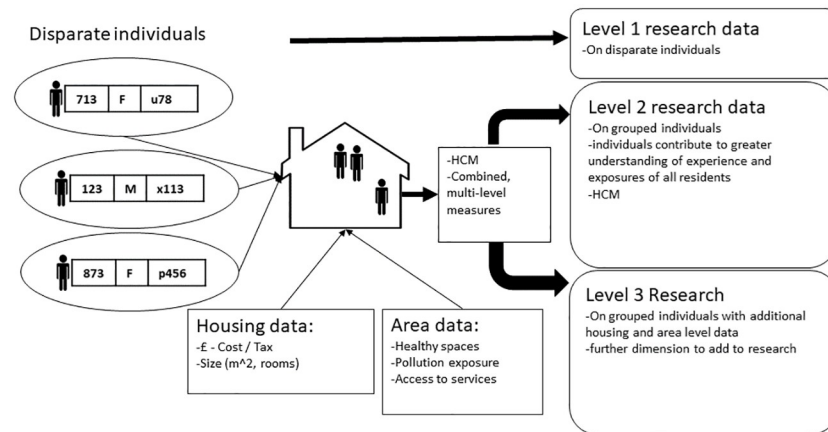 Disparate individuals
713 F u78
123 M x113
873 F p456
Housing data:
-£ - Cost / Tax
-Size (m^2, rooms)
Area data:
-Healthy spaces
-Pollution exposure
-Access to services
-HCM
-Combined,
multi-level
measures
Level 1 research data
-On disparate individuals
Level 2 research data
-On grouped individuals
-individuals contribute to greater
understanding of experience and
exposures of all residents
-HCM
Level 3 Research
-On grouped individuals with additional
housing and area level data
-further dimension to add to research